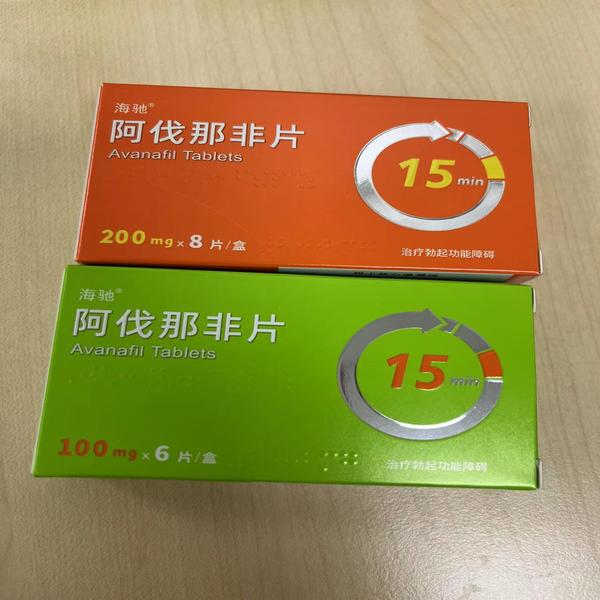 海驰®
阿伐那非片
Avanafil Tablets
15 min
200 mg × 8 片/盒
治疗勃起功能障碍
海驰®
阿伐那非片
Avanafil Tablets
15 min
100 mg × 6 片/盒
治疗勃起功能障碍